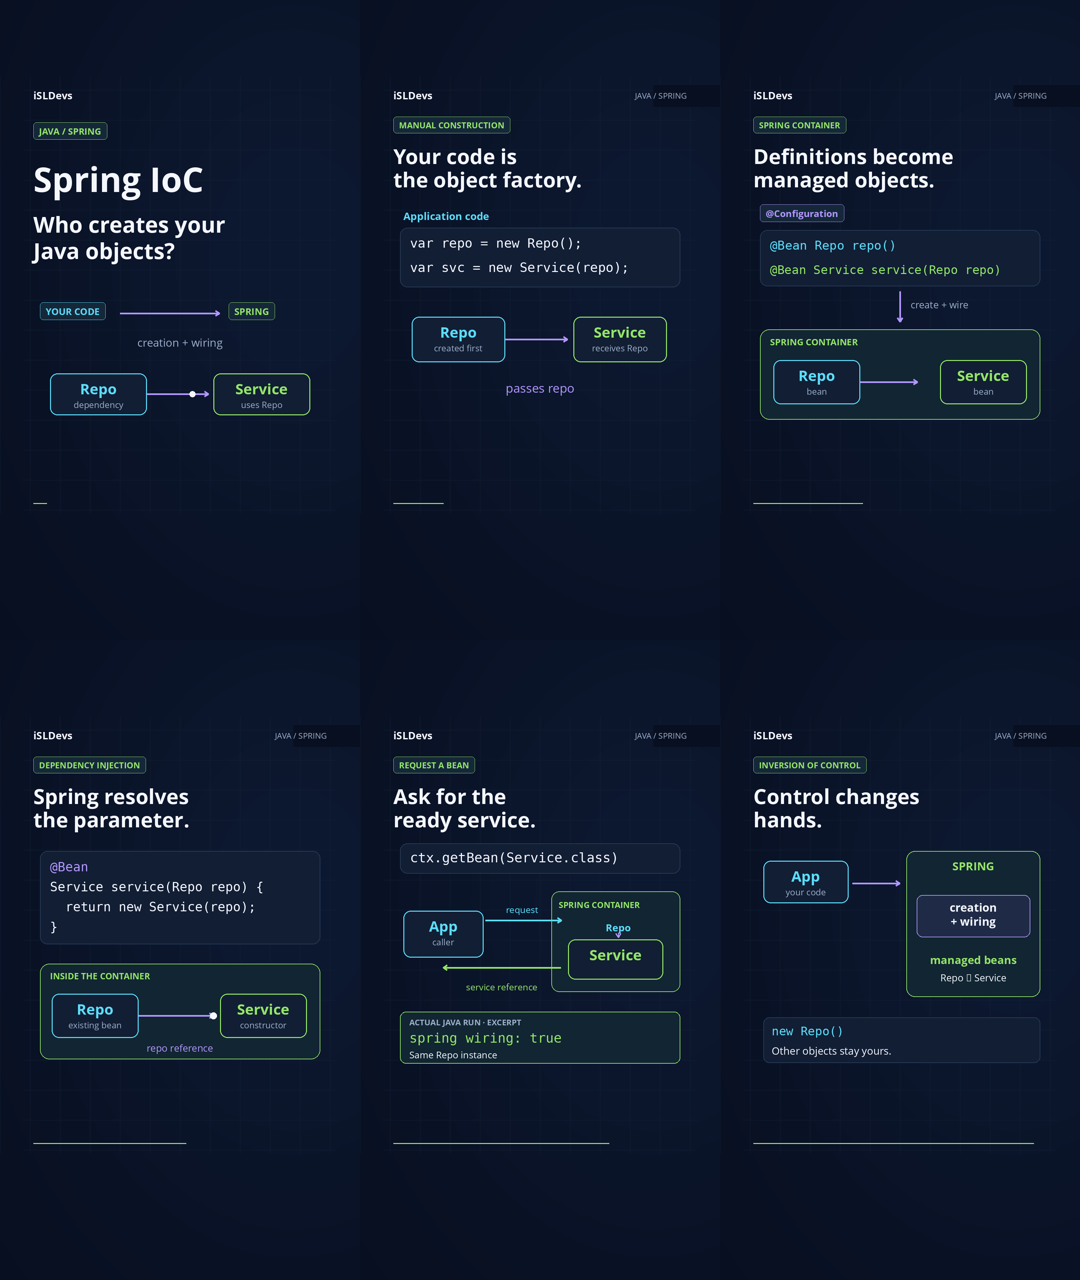 iSLDevs
JAVA / SPRING
Spring IoC
Who creates your
Java objects?
YOUR CODE
SPRING
creation + wiring
Repo
dependency
Service
uses Repo
iSLDevs
JAVA / SPRING
MANUAL CONSTRUCTION
Your code is
the object factory.
Application code
var repo = new Repo();
var svc = new Service(repo);
Repo
created first
Service
receives Repo
passes repo
iSLDevs
JAVA / SPRING
SPRING CONTAINER
Definitions become
managed objects.
@Configuration
@Bean Repo repo()
@Bean Service service(Repo repo)
create + wire
SPRING CONTAINER
Repo
bean
Service
bean
iSLDevs
JAVA / SPRING
DEPENDENCY INJECTION
Spring resolves
the parameter.
@Bean
Service service(Repo repo) {
return new Service(repo);
}
INSIDE THE CONTAINER
Repo
existing bean
Service
constructor
repo reference
iSLDevs
JAVA / SPRING
REQUEST A BEAN
Ask for the
ready service.
ctx.getBean(Service.class)
App
caller
request
SPRING CONTAINER
Repo
Service
service reference
ACTUAL JAVA RUN · EXCERPT
spring wiring: true
Same Repo instance
iSLDevs
JAVA / SPRING
INVERSION OF CONTROL
Control changes
hands.
App
your code
SPRING
creation
+ wiring
managed beans
Repo ▯ Service
new Repo()
Other objects stay yours.